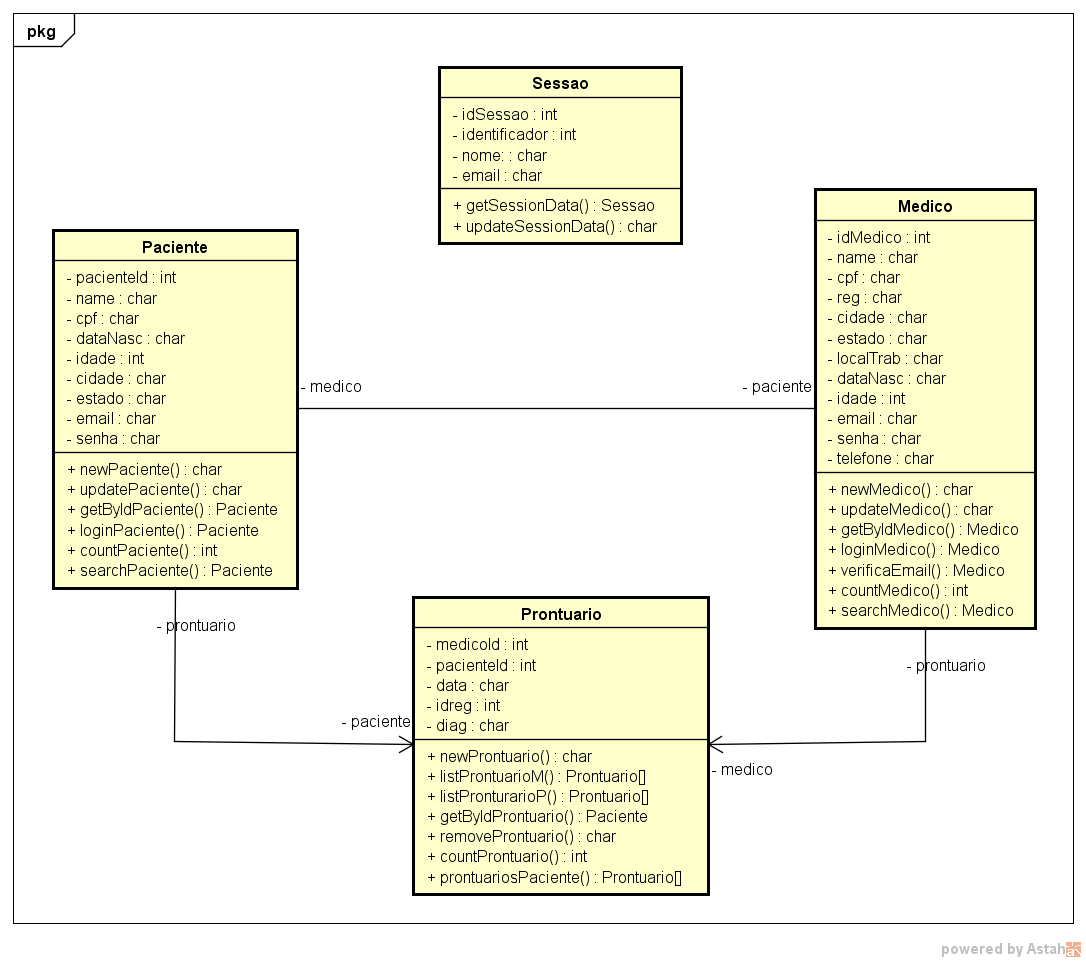 pkg
Sessao
- idSessao : int
- identificador : int
- nome: : char
- email : char
+ getSessionData() : Sessao
+ updateSessionData() : char
Paciente
- pacienteId : int
- name : char
- cpf : char
- dataNasc : char
- idade : int
- cidade : char
- estado : char
- email : char
- senha : char
+ newPaciente() : char
+ updatePaciente() : char
+ getByIdPaciente() : Paciente
+ loginPaciente() : Paciente
+ countPaciente() : int
+ searchPaciente() : Paciente
- medico
- paciente
Medico
- idMedico : int
- name : char
- cpf : char
- reg : char
- cidade : char
- estado : char
- localTrab : char
- dataNasc : char
- idade : int
- email : char
- senha : char
- telefone : char
+ newMedico() : char
+ updateMedico() : char
+ getByIdMedico() : Medico
+ loginMedico() : Medico
+ verificaEmail() : Medico
+ countMedico() : int
+ searchMedico() : Medico
- prontuario
- paciente
- prontuario
- medico
Prontuario
- medicoId : int
- pacienteId : int
- data : char
- idreg : int
- diag : char
+ newProntuario() : char
+ listProntuarioM() : Prontuario[]
+ listPronturarioP() : Prontuario[]
+ getByIdProntuario() : Paciente
+ removeProntuario() : char
+ countProntuario() : int
+ prontuariosPaciente() : Prontuario[]
powered by Astah